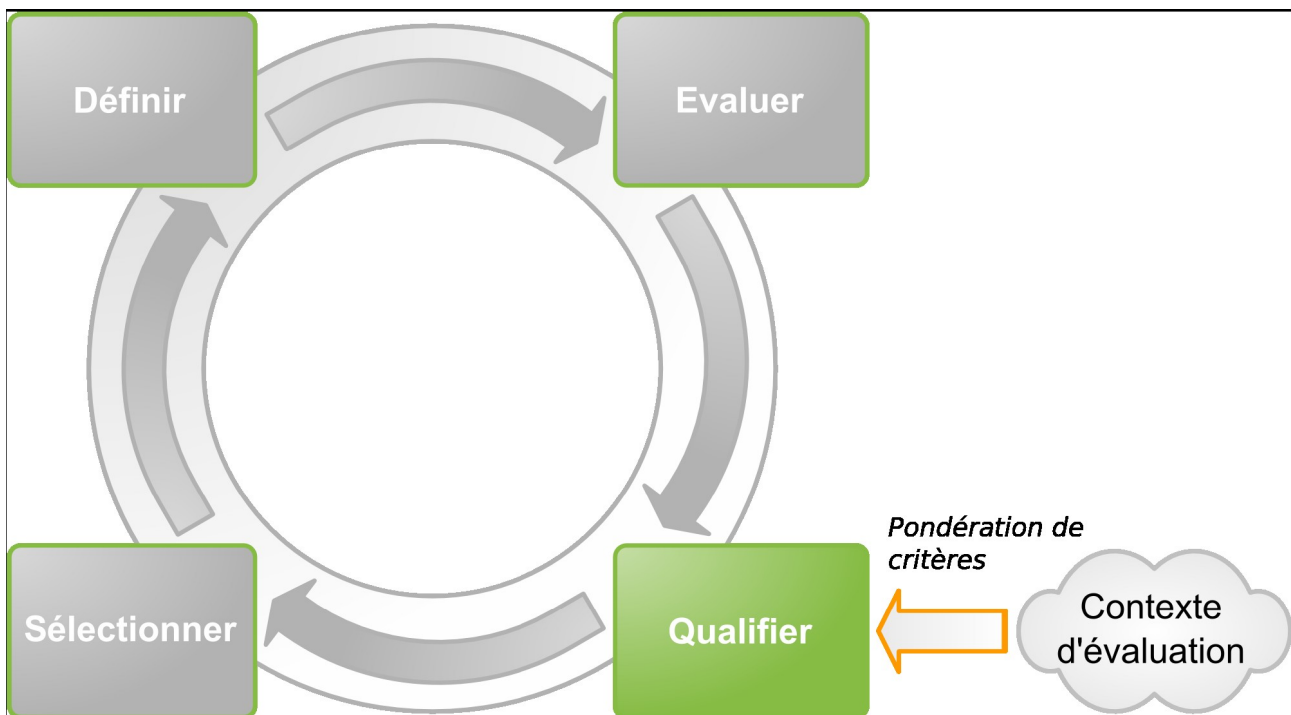 Définir
Evaluer
Pondération de
critères
Sélectionner
Qualifier
Contexte
d'évaluation